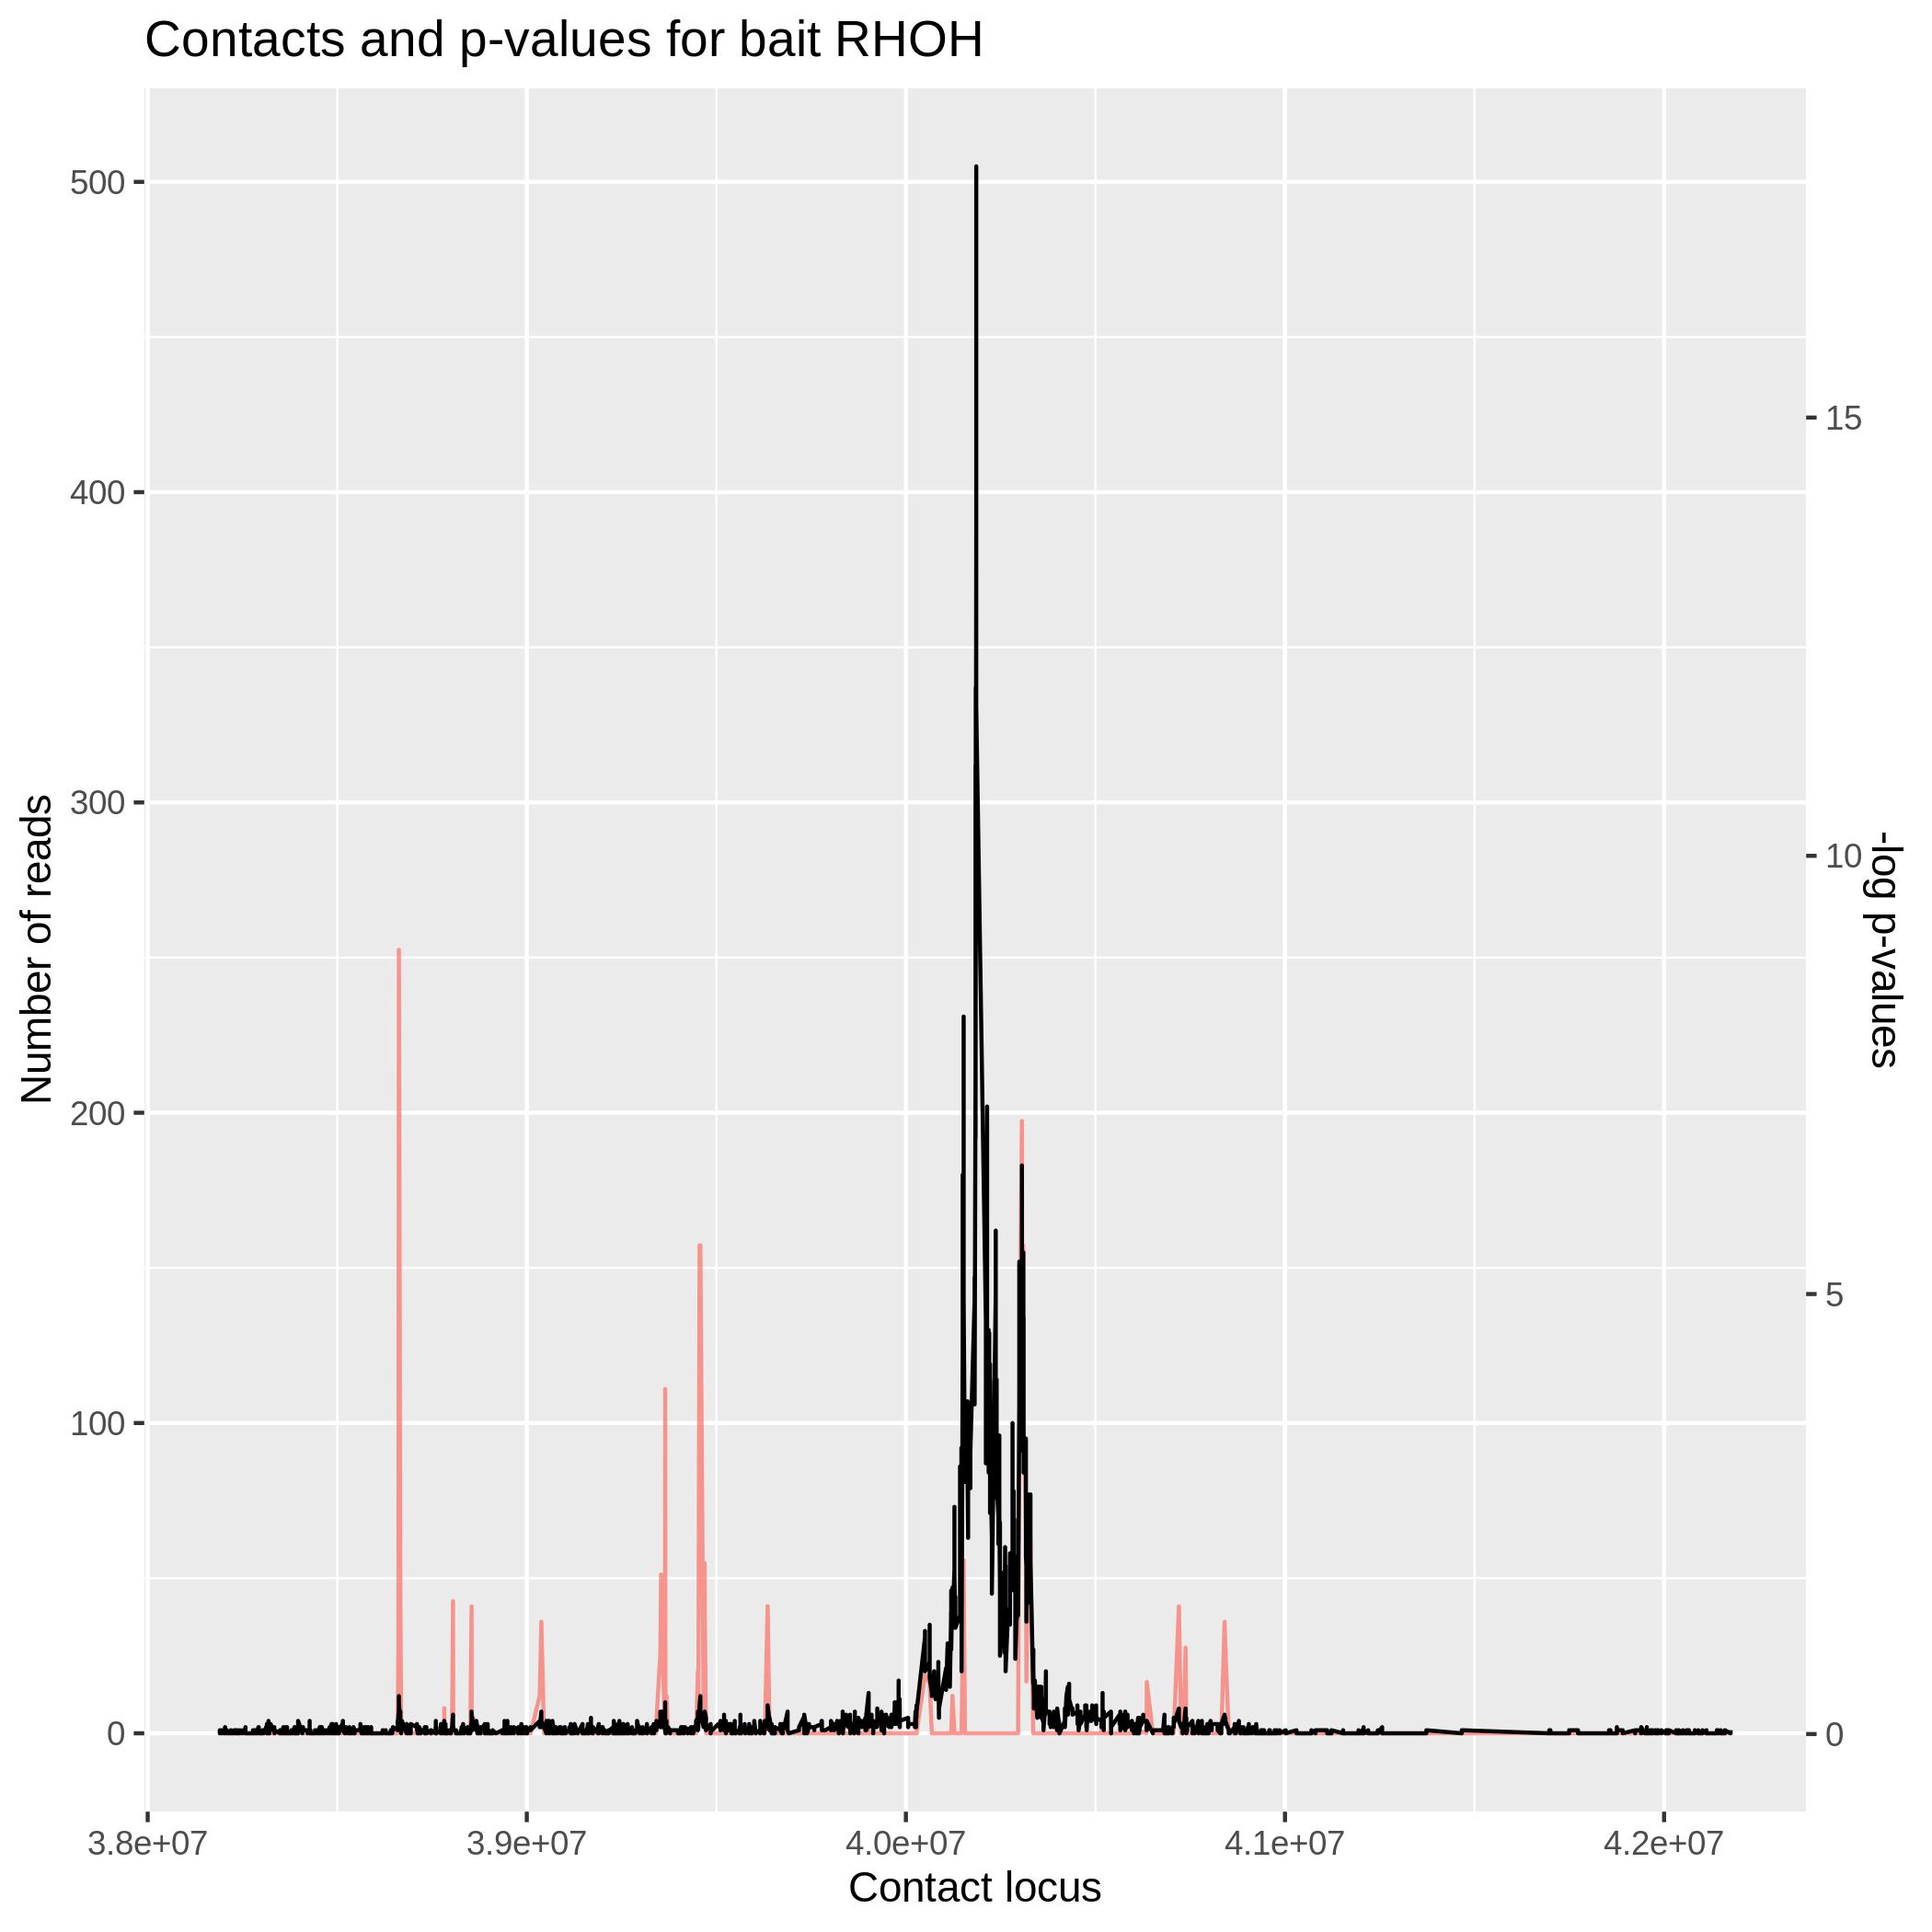 Contacts and p-values for bait RHOH
Number of reads
500
400
300
200
100
0
15
10
5
0
-log p-values
3.8e+07
3.9e+07
4.0e+07
4.1e+07
4.2e+07
Contact locus